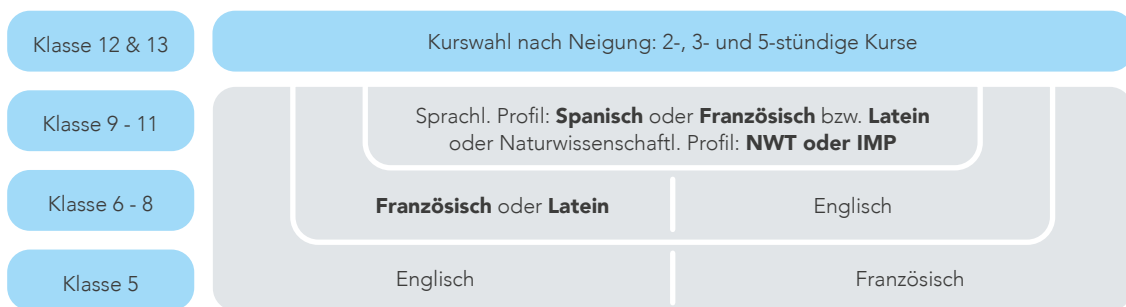 Klasse 12 & 13
Kurswahl nach Neigung: 2-, 3- und 5-stündige Kurse
Klasse 9 - 11
Sprachl. Profil: Spanisch oder Französisch bzw. Latein
oder Naturwissenschaftl. Profil: NWT oder IMP
Klasse 6 - 8
Französisch oder Latein
Englisch
Klasse 5
Englisch
Französisch